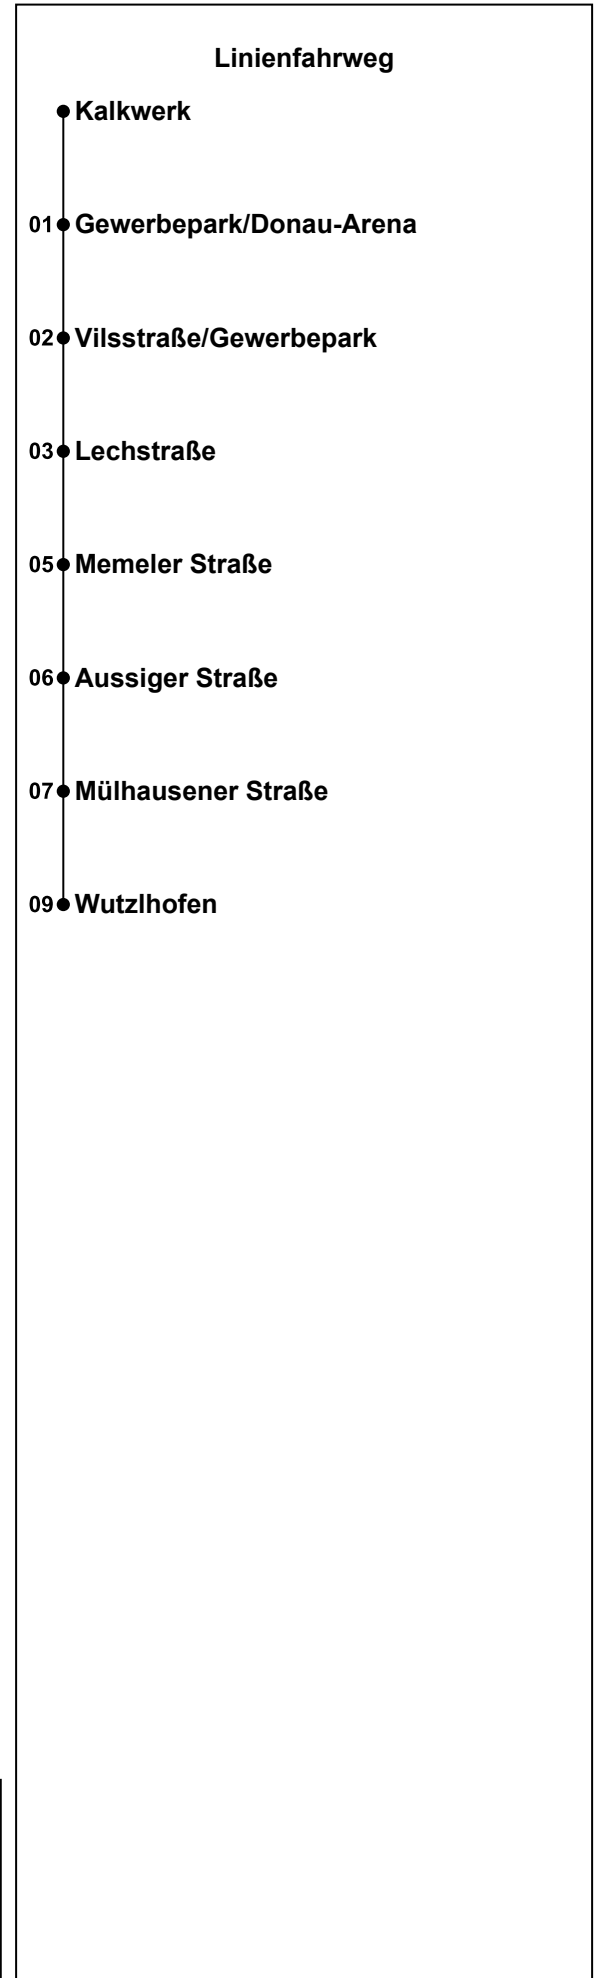 Linienfahrweg
Kalkwerk
01 Gewerbepark/Donau-Arena
02 Vilsstraße/Gewerbepark
03 Lechstraße
05 Memeler Straße
06 Aussiger Straße
07 Mülhausener Straße
09 Wutzlhofen